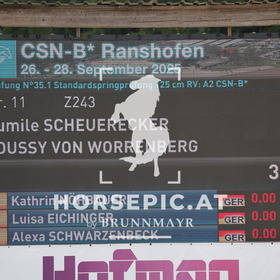 CSN-B* Ranshofen
26. - 28. September 2025
fung N°35.1 Standardspringprüfung 125 cm RV: A2 CSN-B*
r. 11 Z243
umile SCHEUERECKER
OUSSY VON WORRENBERG
3
Kathrin 0.00
HORSEPIC.AT GER
Luisa EICHINGER GER 0.00
by BRUNNMAYR
Alexa SCHWARZENBECK GER 0.00
Hofman